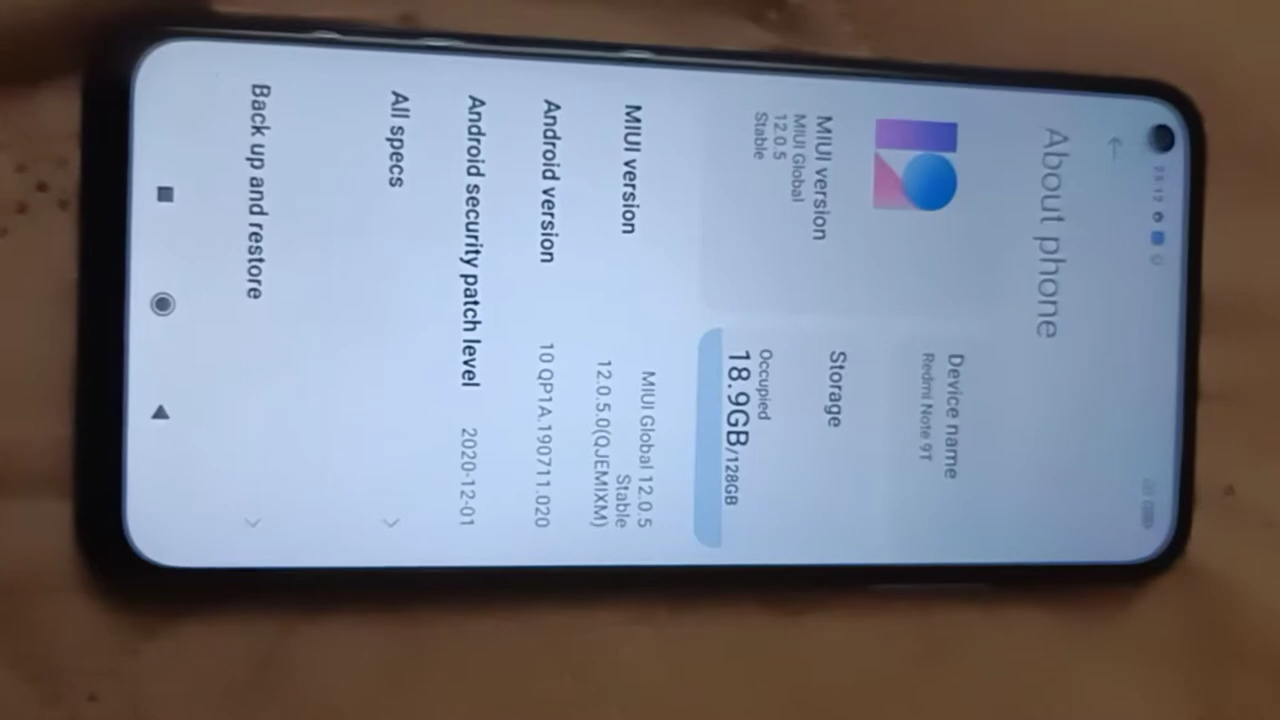 About phone
MIUI version
MIUI Global
12.0.5
Stable
Device name
Redmi Note 9T
Storage
Occupied
18.9GB/128GB
MIUI version
MIUI Global 12.0.5
Stable
12.0.5.0(QJEMIXM)
Android version
10 QP1A.190711.020
Android security patch level
2020-12-01
All specs
Back up and restore